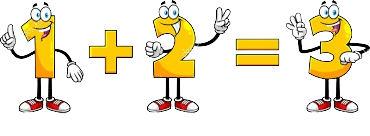 1 + 2 = 3